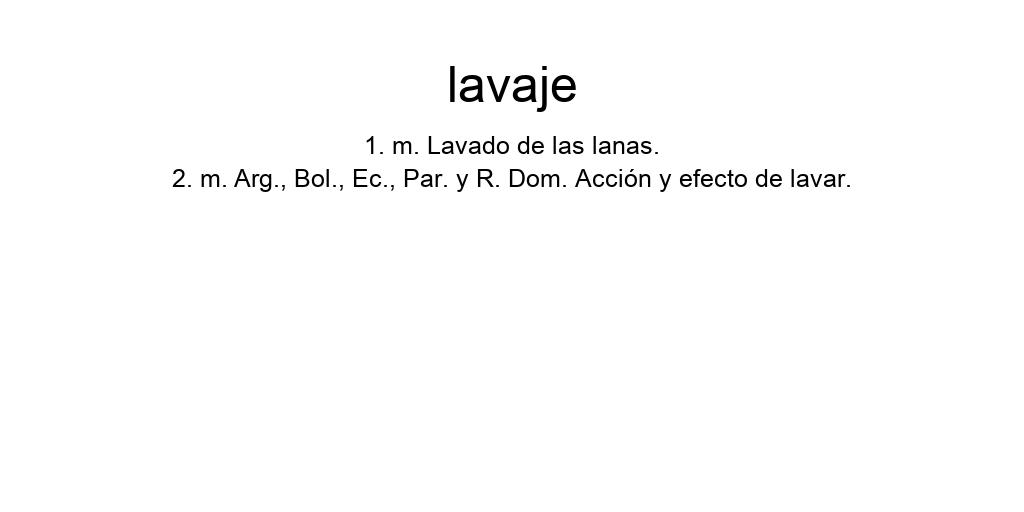 lavaje
1. m. Lavado de las lanas.
2. m. Arg., Bol., Ec., Par. y R. Dom. Acción y efecto de lavar.